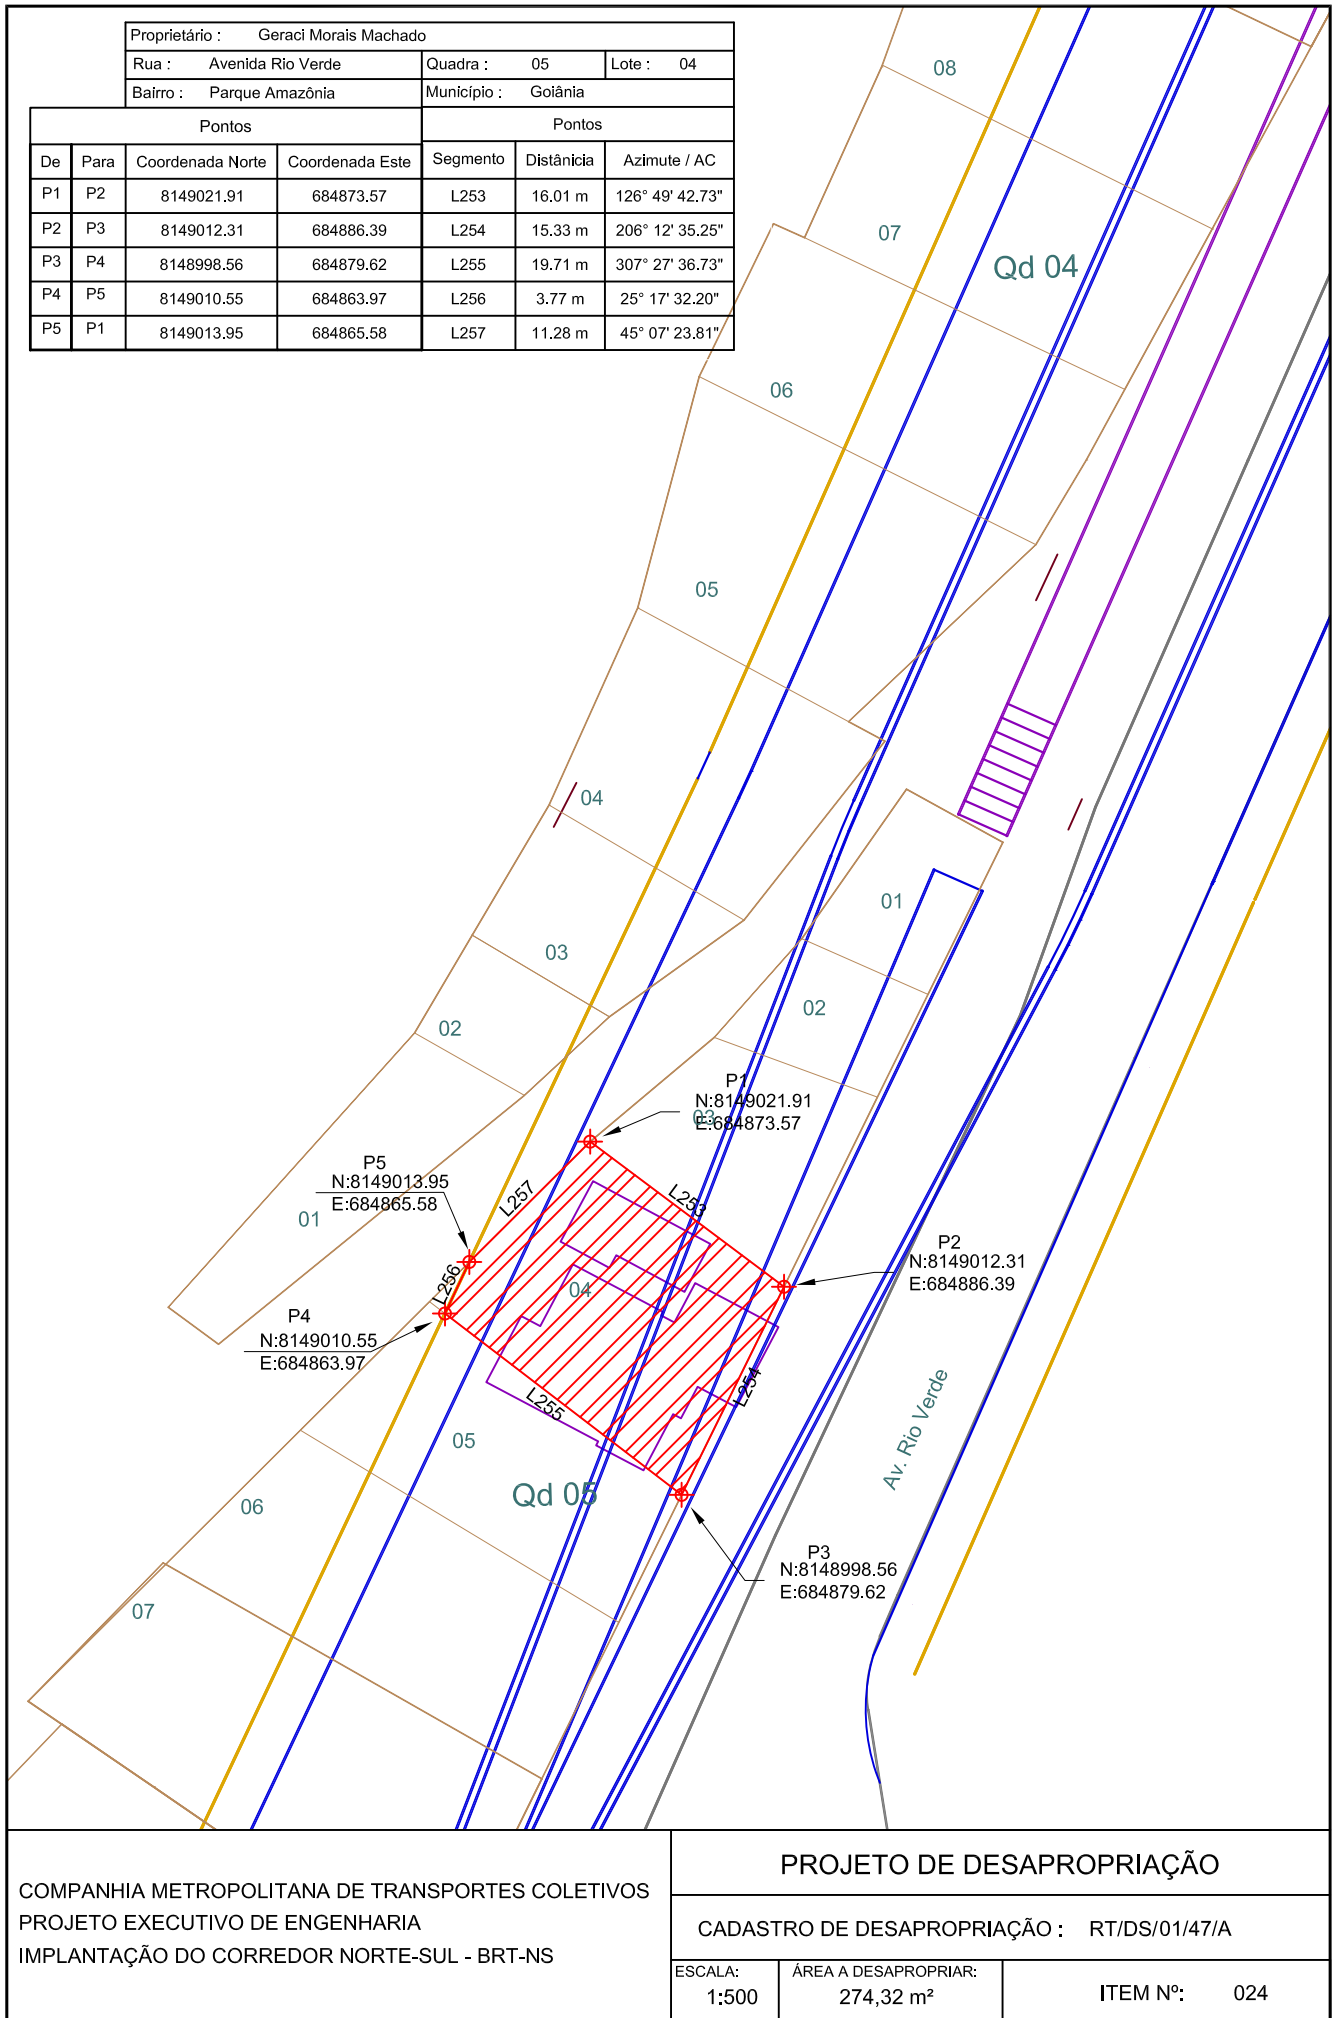 Proprietário : Geraci Morais Machado
Rua : Avenida Rio Verde Quadra : 05 Lote : 04
Bairro : Parque Amazônia Município : Goiânia
Pontos Pontos
De Para Coordenada Norte Coordenada Este Segmento Distânicia Azimute / AC
P1 P2 8149021.91 684873.57 L253 16.01 m 126° 49' 42.73"
P2 P3 8149012.31 684886.39 L254 15.33 m 206° 12' 35.25"
P3 P4 8148998.56 684879.62 L255 19.71 m 307° 27' 36.73"
P4 P5 8149010.55 684863.97 L256 3.77 m 25° 17' 32.20"
P5 P1 8149013.95 684865.58 L257 11.28 m 45° 07' 23.81"
08
07
Qd 04
06
05
04
01
03
02
02
P1
N:8149021.91
03
E:684873.57
P5
N:8149013.95
E:684865.58
L257
L253
01
P2
N:8149012.31
E:684886.39
L256
04
P4
N:8149010.55
E:684863.97
L254
L255
Av. Rio Verde
05
Qd 05
06
P3
N:8148998.56
E:684879.62
07
COMPANHIA METROPOLITANA DE TRANSPORTES COLETIVOS
PROJETO EXECUTIVO DE ENGENHARIA
IMPLANTAÇÃO DO CORREDOR NORTE-SUL - BRT-NS
PROJETO DE DESAPROPRIAÇÃO
CADASTRO DE DESAPROPRIAÇÃO : RT/DS/01/47/A
ESCALA:
1:500
ÁREA A DESAPROPRIAR:
274,32 m²
ITEM Nº: 024